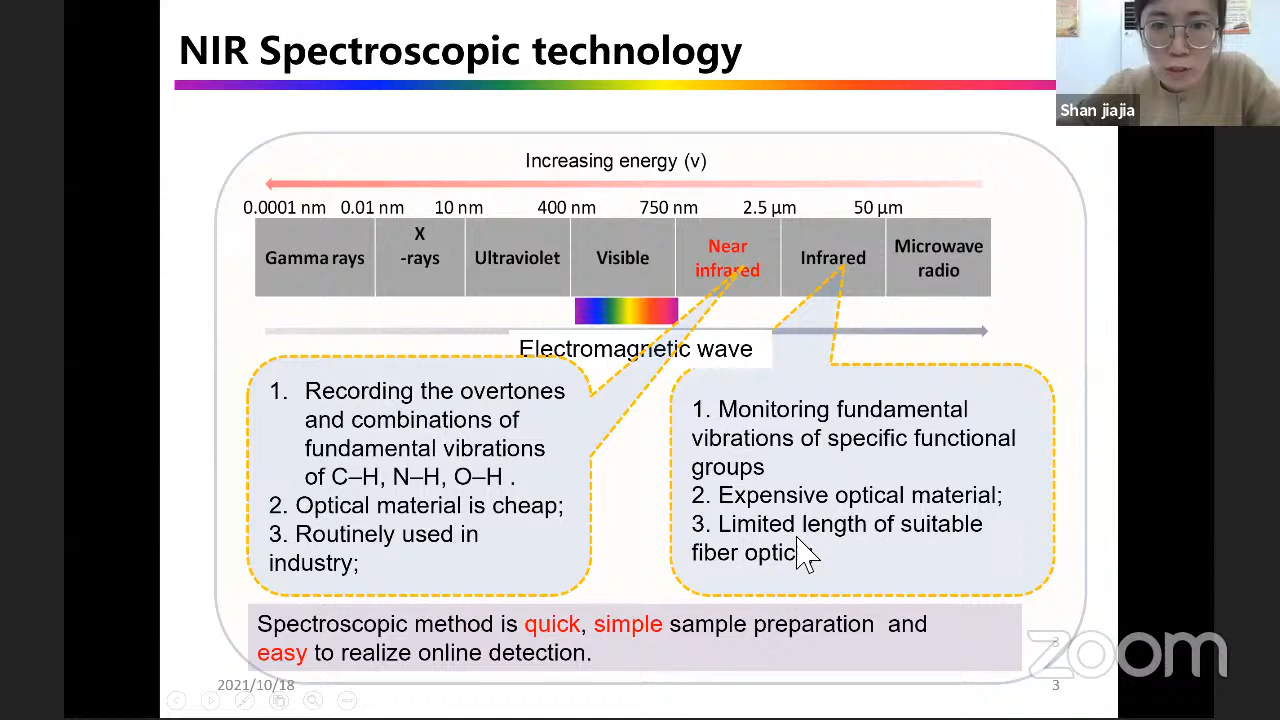 NIR Spectroscopic technology
Shan jiajia
Increasing energy (v)
0.0001 nm 0.01 nm 10 nm 400 nm 750 nm 2.5 µm 50 µm
Gamma rays
X
-rays
Ultraviolet
Visible
Near
infrared
Infrared
Microwave
radio
Electromagnetic wave
1. Recording the overtones
and combinations of
fundamental vibrations
of C–H, N–H, O–H .
2. Optical material is cheap;
3. Routinely used in
industry;
1. Monitoring fundamental
vibrations of specific functional
groups
2. Expensive optical material;
3. Limited length of suitable
fiber optic
Spectroscopic method is quick, simple sample preparation and
easy to realize online detection.
3
zoom
2021/10/18
3